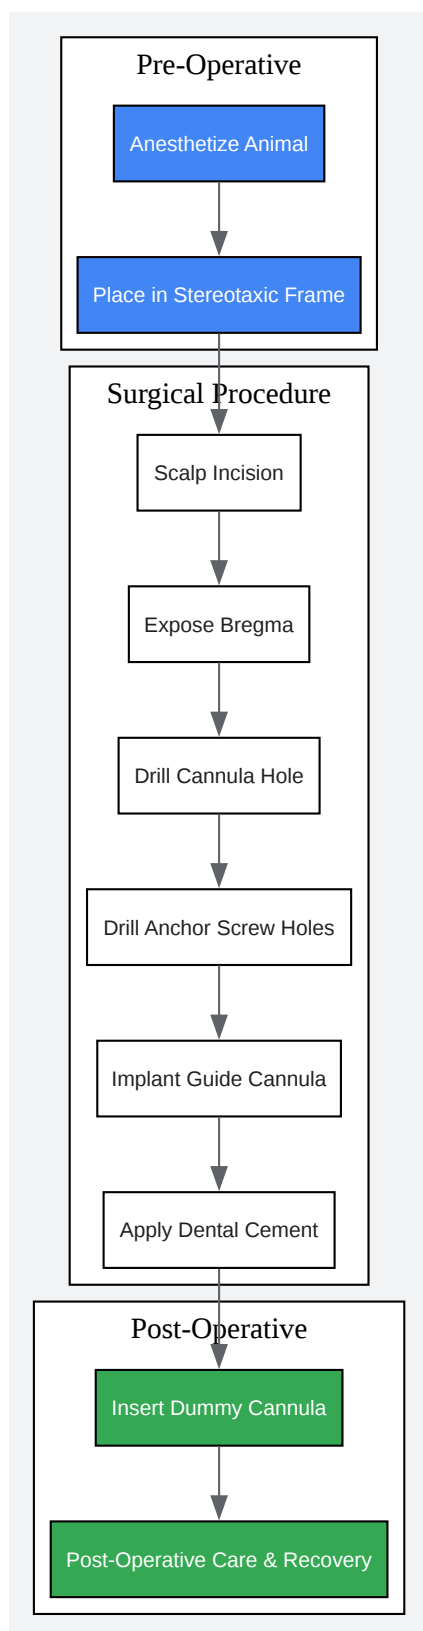 Pre-Operative
Anesthetize Animal
Place in Stereotaxic Frame
Surgical Procedure
Scalp Incision
Expose Bregma
Drill Cannula Hole
Drill Anchor Screw Holes
Implant Guide Cannula
Apply Dental Cement
Post-Operative
Insert Dummy Cannula
Post-Operative Care & Recovery